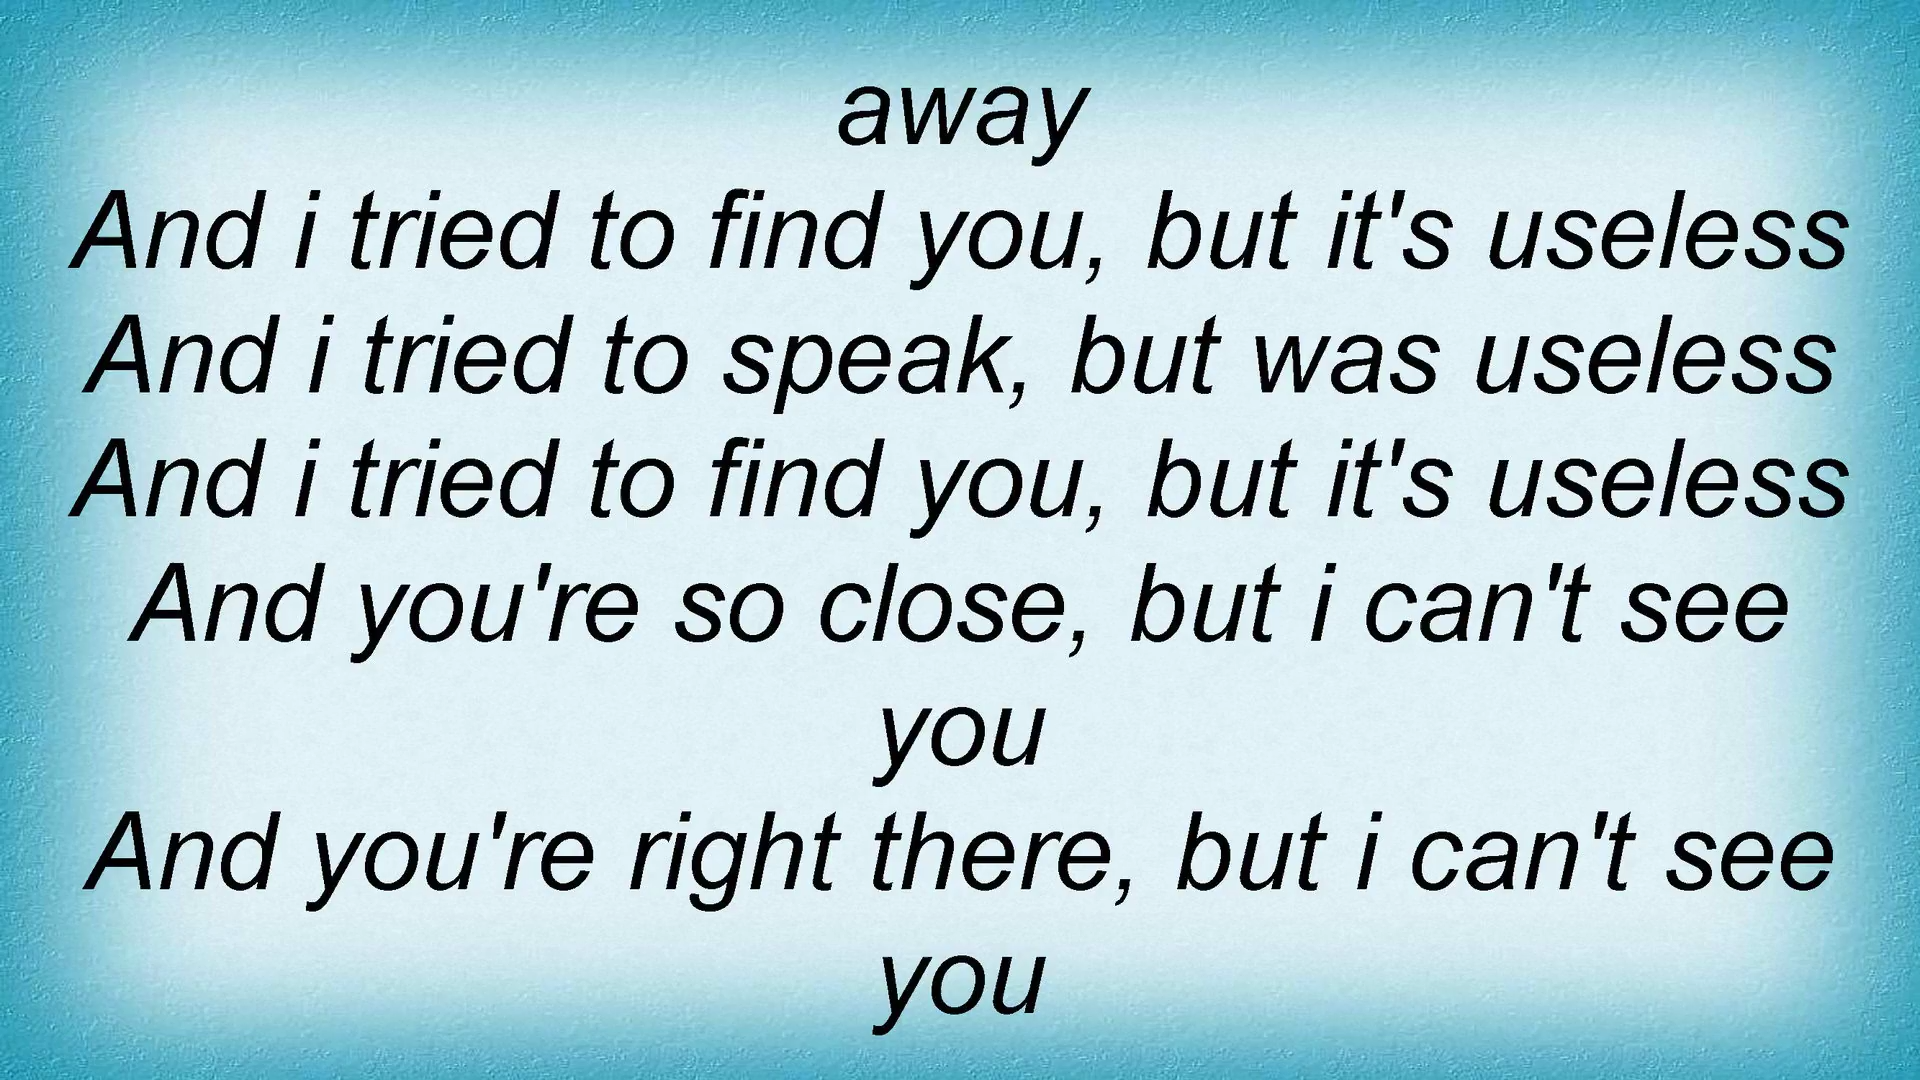 away
And i tried to find you, but it's useless
And i tried to speak, but was useless
And i tried to find you, but it's useless
And you're so close, but i can't see
you
And you're right there, but i can't see
you